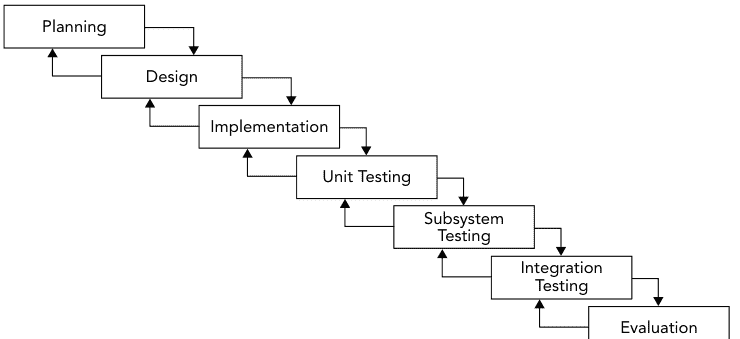 Planning
Design
Implementation
Unit Testing
Subsystem
Testing
Integration
Testing
Evaluation